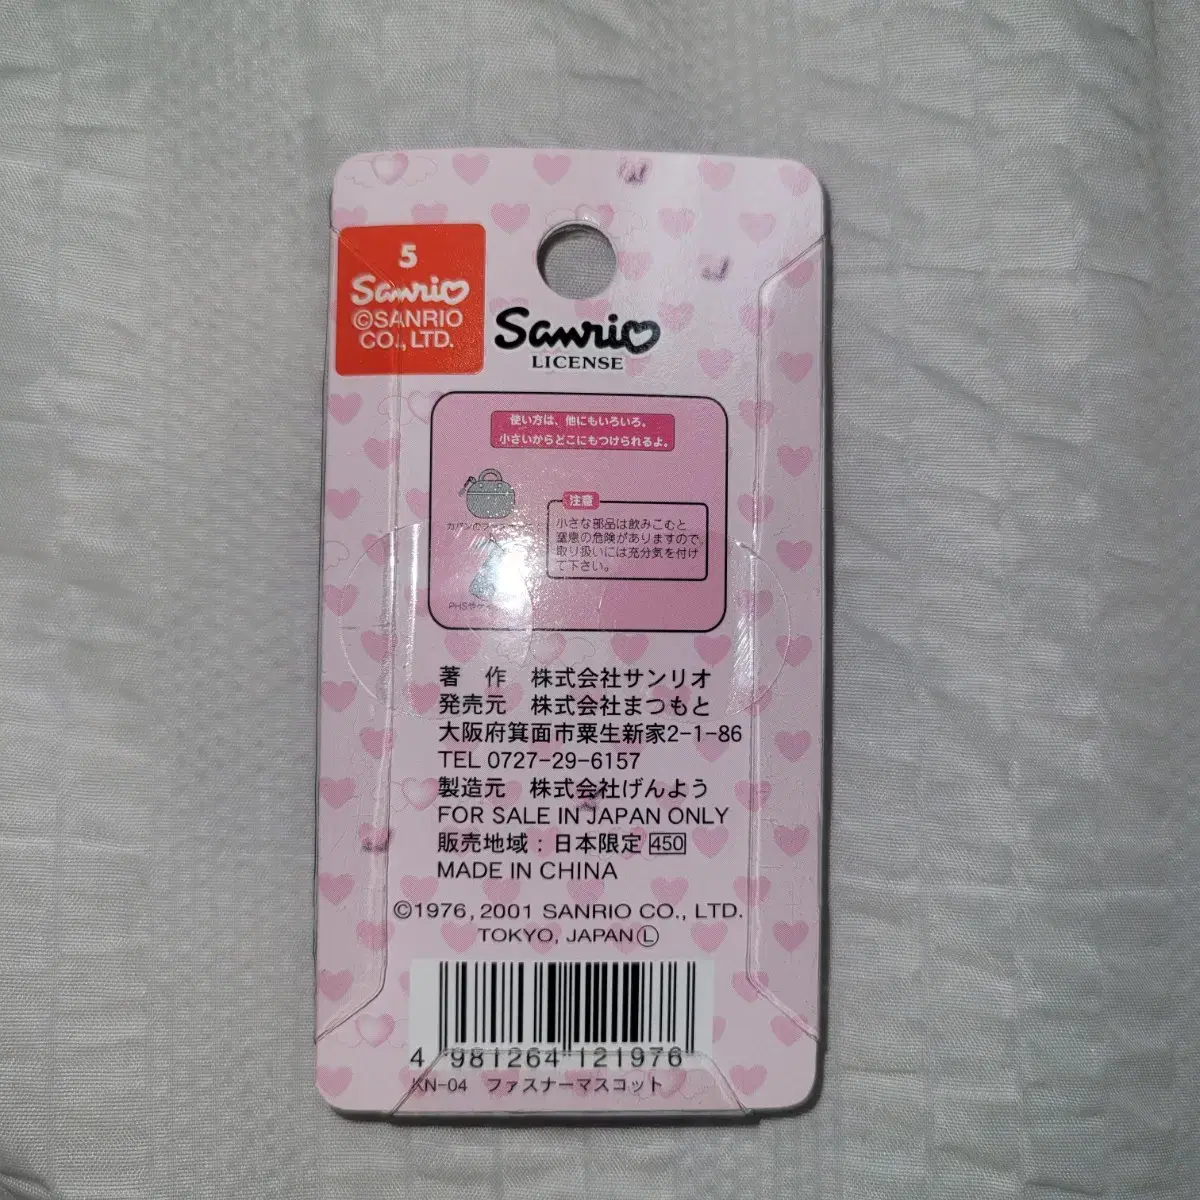 5
Sanrio
©SANRIO
CO., LTD.
Sanrio
LICENSE
使い方は、他にもいろいろ。
小さいからどこにもつけられるよ。
注意
小さな部品は飲みこむと
窒息の危険がありますので、
取り扱いには充分気を付け
て下さい。
著 作 株式会社サンリオ
発売元 株式会社まつもと
大阪府箕面市粟生新家2-1-86
TEL 0727-29-6157
製造元 株式会社げんよう
FOR SALE IN JAPAN ONLY
販売地域：日本限定 450
MADE IN CHINA
©1976, 2001 SANRIO CO., LTD.
TOKYO, JAPAN Ⓛ
4 981264 121976
KN-04 ファスナーマスコット